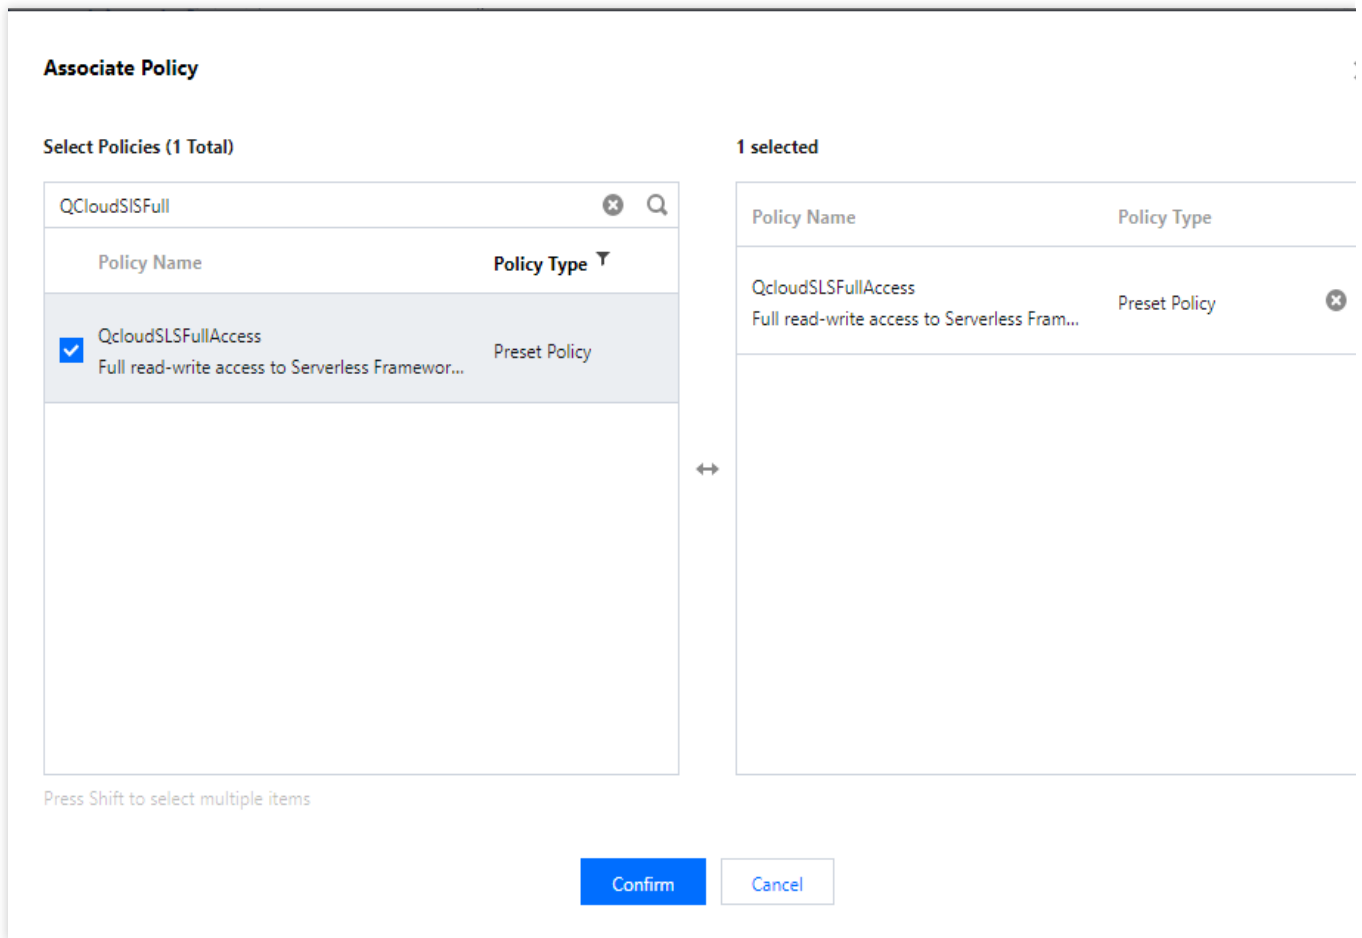 Associate Policy
Select Policies (1 Total)
QCloudSlSFull
Policy Name Policy Type
QcloudSLSFullAccess
Full read-write access to Serverless Framewor...
Preset Policy
Press Shift to select multiple items
1 selected
Policy Name Policy Type
QcloudSLSFullAccess
Full read-write access to Serverless Fram...
Preset Policy
Confirm Cancel